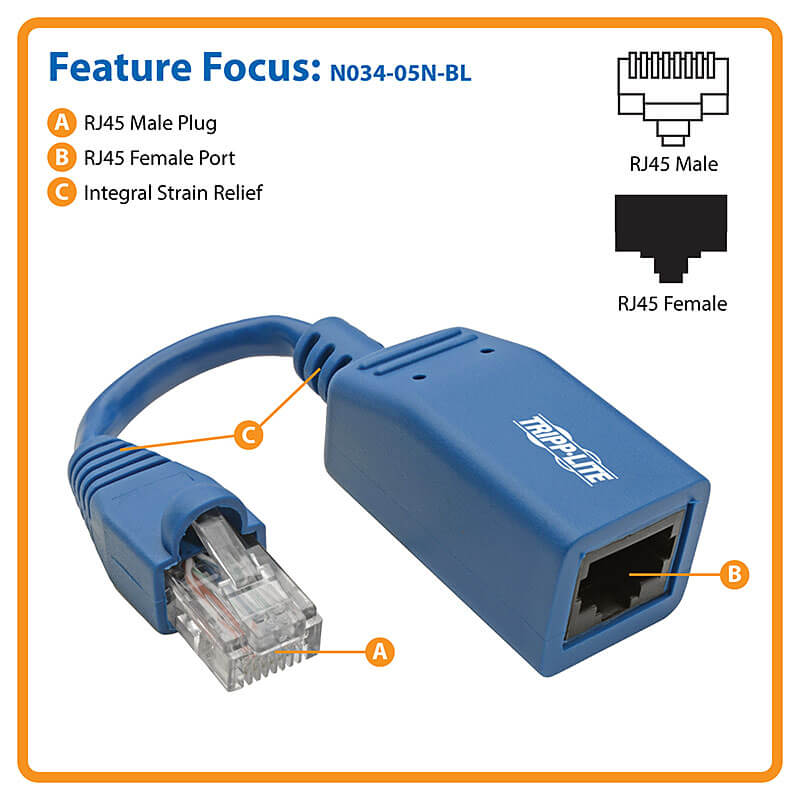 Feature Focus: N034-05N-BL
A RJ45 Male Plug
B RJ45 Female Port
C Integral Strain Relief
RJ45 Male
RJ45 Female
C
TRIPP·LITE
B
A